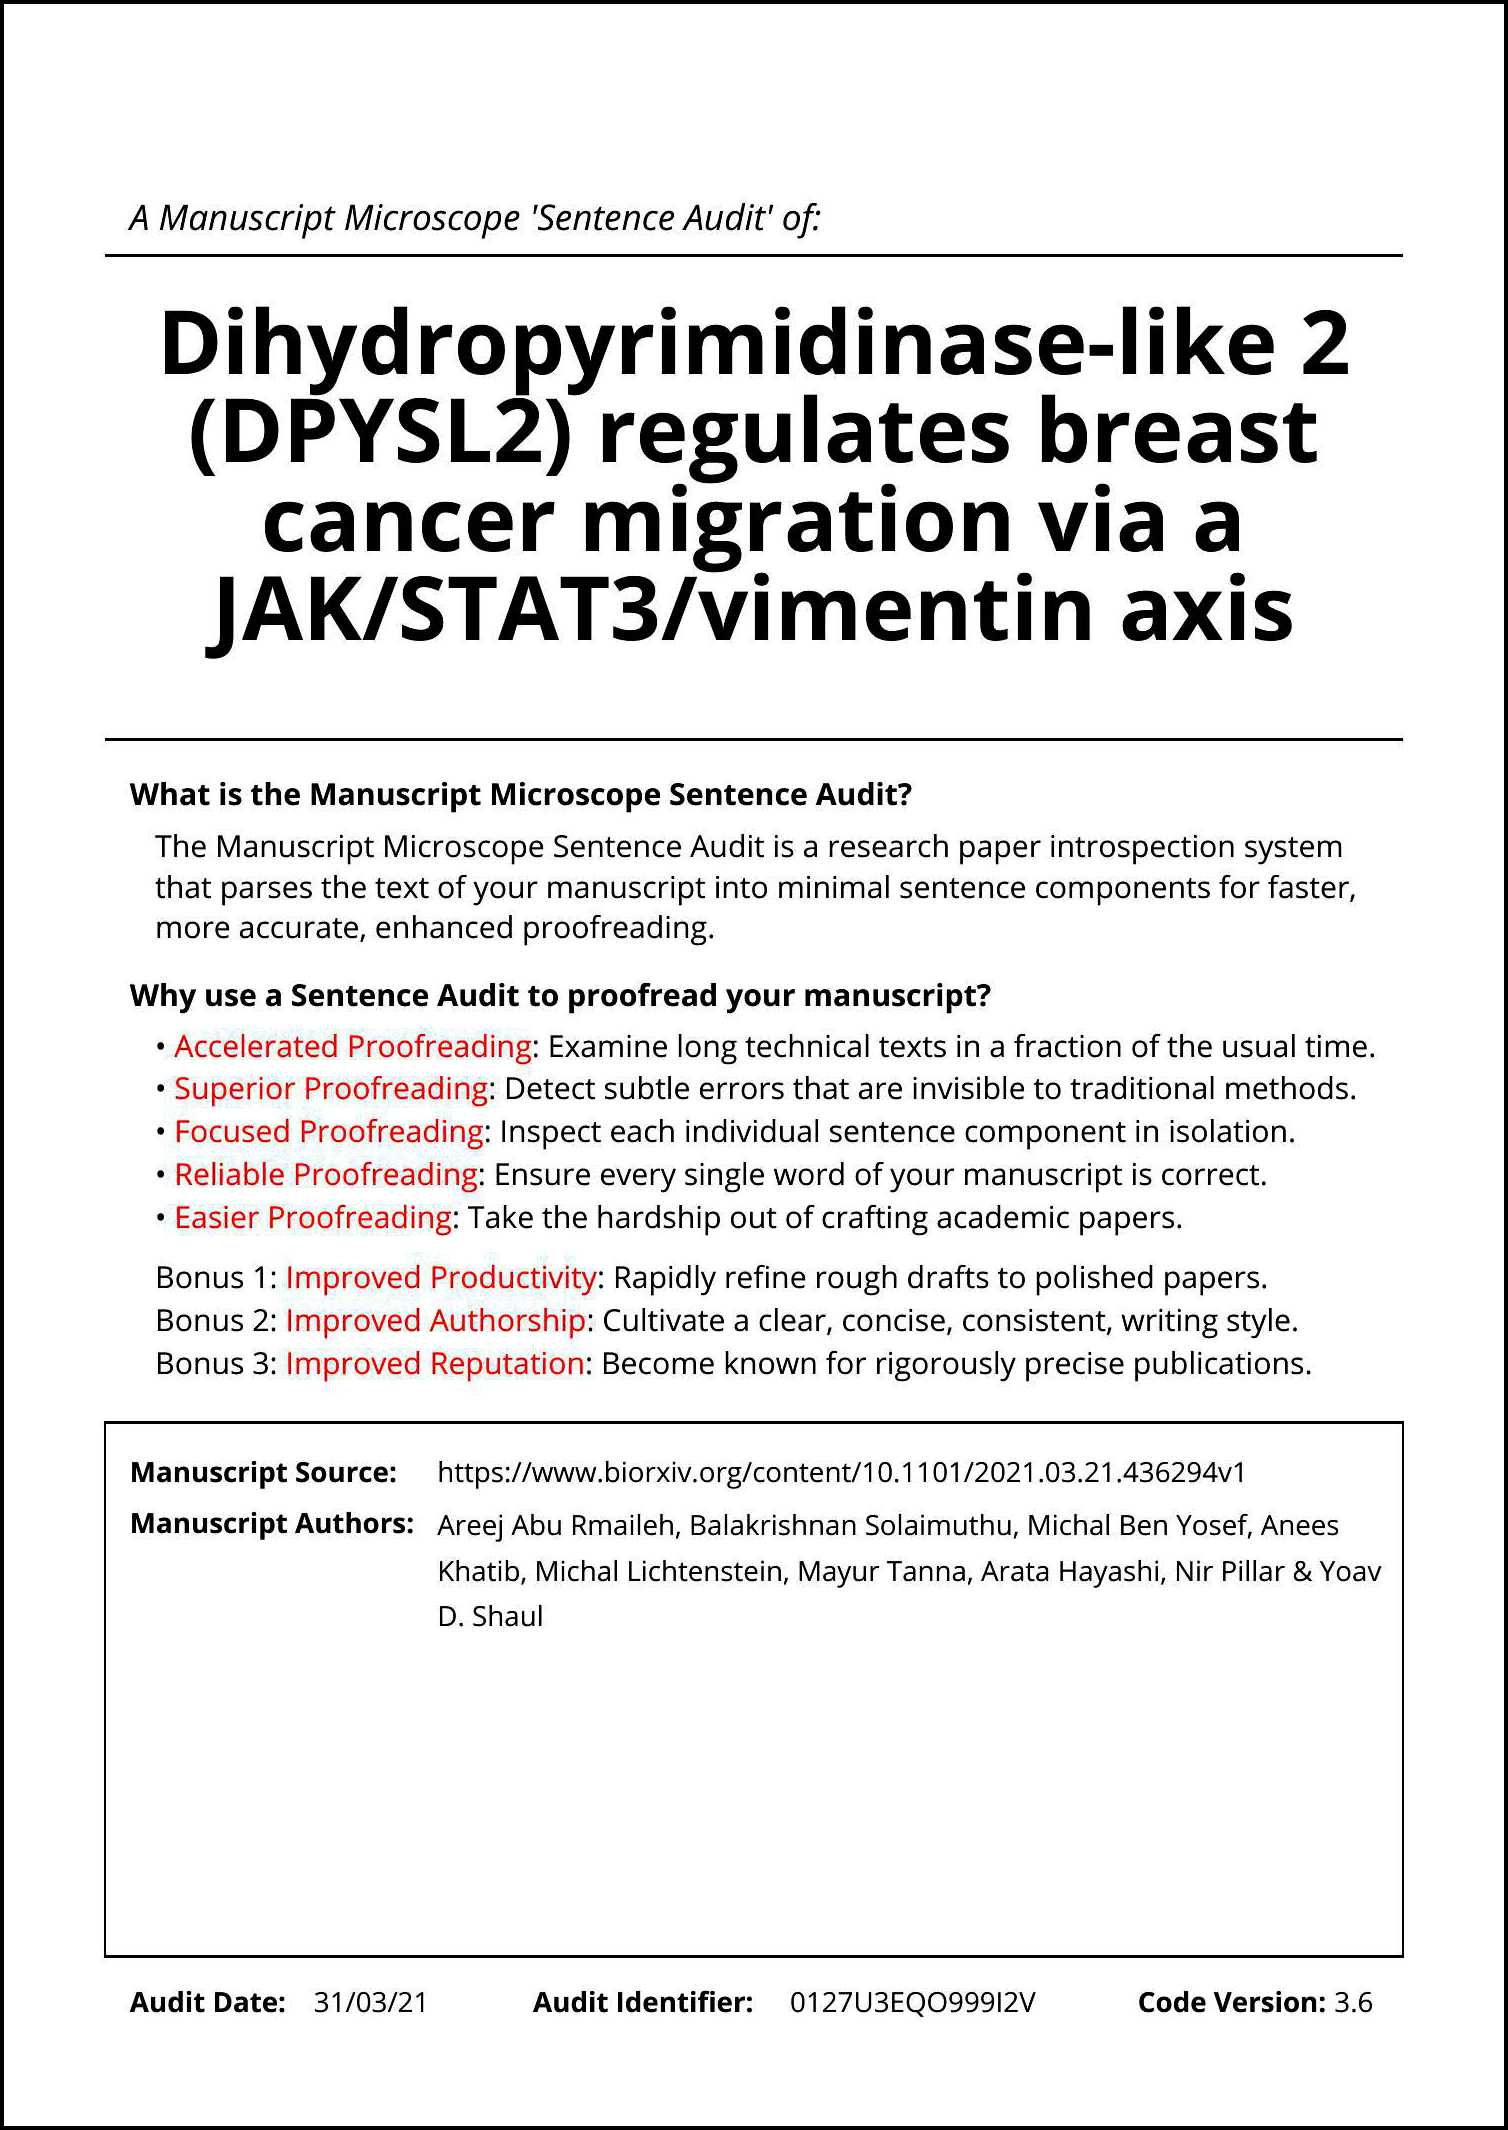 A Manuscript Microscope 'Sentence Audit' of:
Dihydropyrimidinase-like 2
(DPYSL2) regulates breast
cancer migration via a
JAK/STAT3/vimentin axis
What is the Manuscript Microscope Sentence Audit?
The Manuscript Microscope Sentence Audit is a research paper introspection system
that parses the text of your manuscript into minimal sentence components for faster,
more accurate, enhanced proofreading.
Why use a Sentence Audit to proofread your manuscript?
• Accelerated Proofreading: Examine long technical texts in a fraction of the usual time.
• Superior Proofreading: Detect subtle errors that are invisible to traditional methods.
• Focused Proofreading: Inspect each individual sentence component in isolation.
• Reliable Proofreading: Ensure every single word of your manuscript is correct.
• Easier Proofreading: Take the hardship out of crafting academic papers.
Bonus 1: Improved Productivity: Rapidly refine rough drafts to polished papers.
Bonus 2: Improved Authorship: Cultivate a clear, concise, consistent, writing style.
Bonus 3: Improved Reputation: Become known for rigorously precise publications.
Manuscript Source: https://www.biorxiv.org/content/10.1101/2021.03.21.436294v1
Manuscript Authors: Areej Abu Rmaileh, Balakrishnan Solaimuthu, Michal Ben Yosef, Anees
Khatib, Michal Lichtenstein, Mayur Tanna, Arata Hayashi, Nir Pillar & Yoav
D. Shaul
Audit Date: 31/03/21 Audit Identifier: 0127U3EQO999I2V Code Version: 3.6